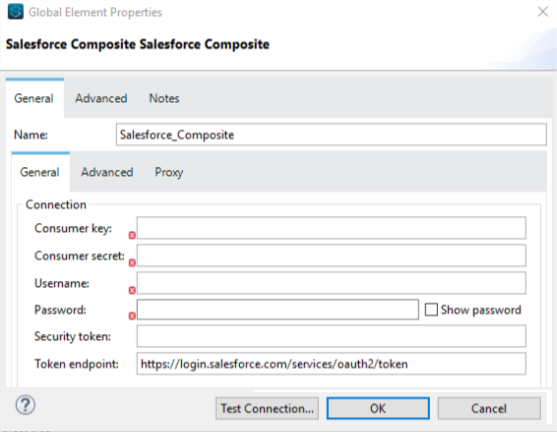 Global Element Properties
Salesforce Composite Salesforce Composite
General Advanced Notes
Name: Salesforce_Composite
General Advanced Proxy
Connection
Consumer key:
Consumer secret:
Username:
Password: Show password
Security token:
Token endpoint: https://login.salesforce.com/services/oauth2/token
? Test Connection... OK Cancel